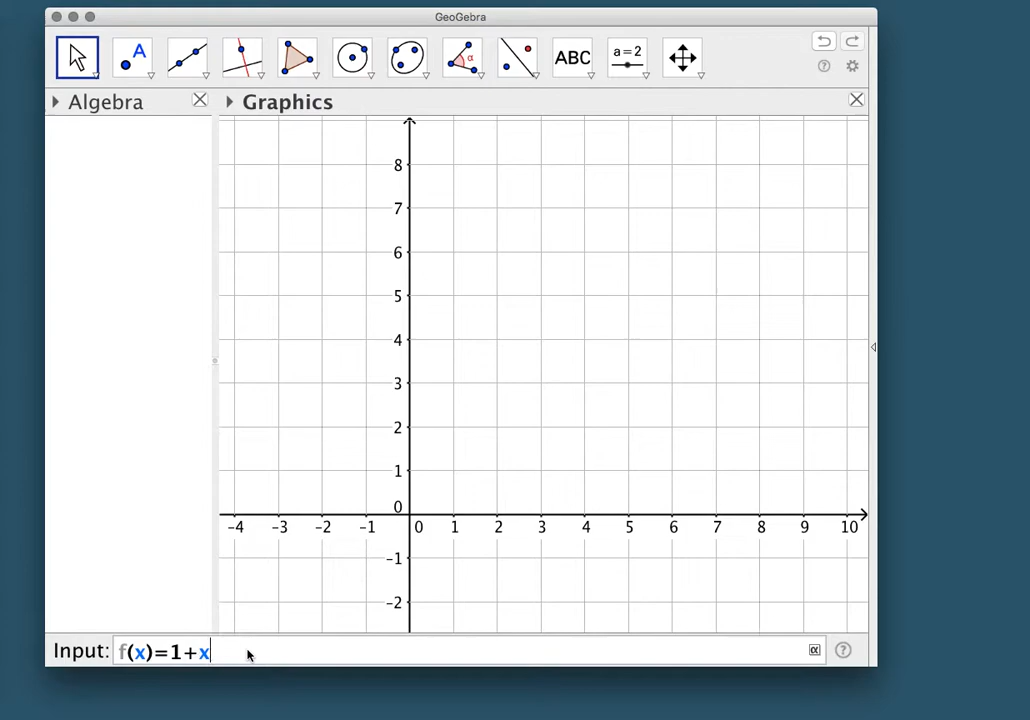 GeoGebra
A α ABC a=2
Algebra Graphics
8
7
6
5
4
3
2
1
0
-4 -3 -2 -1 0 1 2 3 4 5 6 7 8 9 10
-1
-2
Input: f(x)=1+x α ?